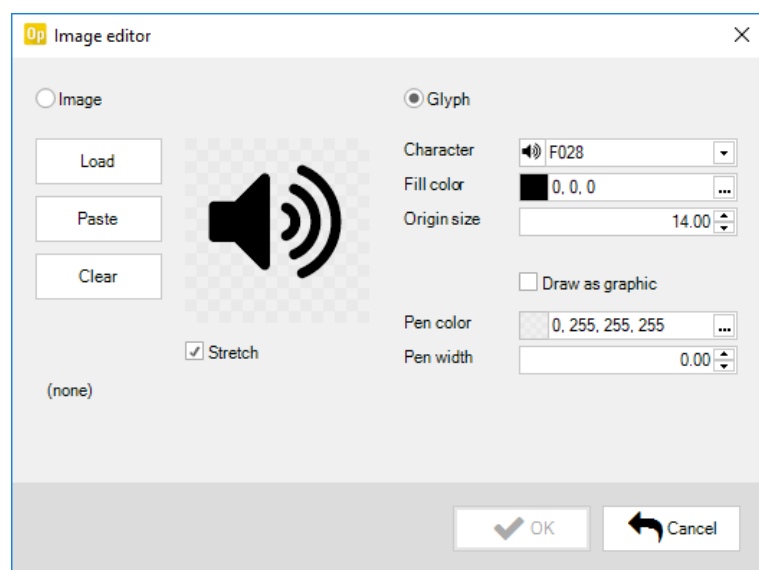 Op Image editor
Image
Glyph
Load
Paste
Clear
Character
F028
Fill color
0, 0, 0
...
Origin size
14.00
Draw as graphic
Pen color
0, 255, 255, 255
...
Pen width
0.00
Stretch
(none)
OK
Cancel